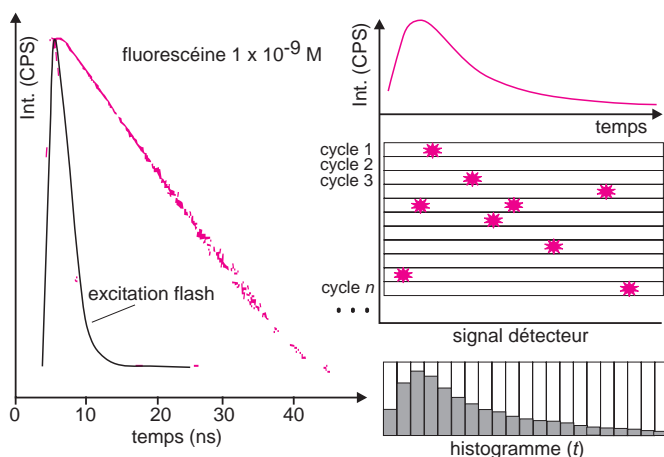 fluorescéine 1 x 10⁻⁹ M
Int. (CPS)
excitation flash
0
10
20
30
40
temps (ns)
Int. (CPS)
temps
cycle 1
cycle 2
cycle 3
cycle n
• • •
signal détecteur
histogramme (t)